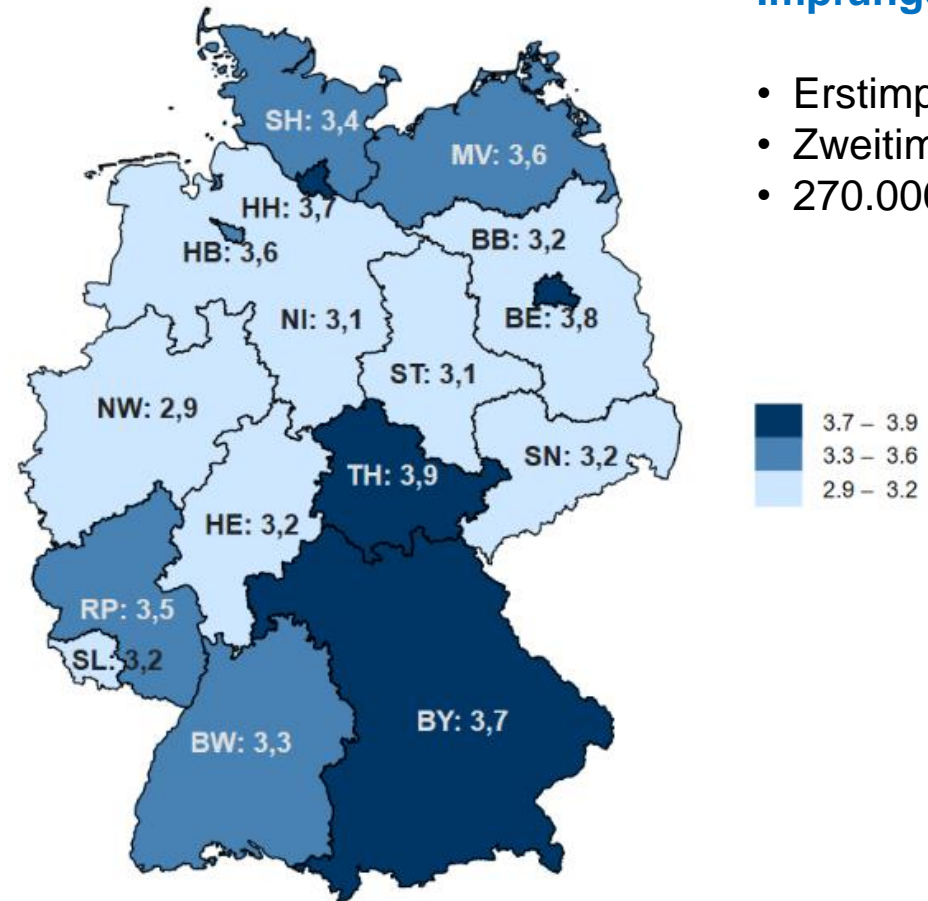 • Erstimp
• Zweitim
• 270.000
SH: 3,4
MV: 3,6
HH: 3,7
HB: 3,6
BB: 3,2
NI: 3,1
BE: 3,8
ST: 3,1
NW: 2,9
3.7 – 3.9
3.3 – 3.6
2.9 – 3.2
SN: 3,2
TH: 3,9
HE: 3,2
RP: 3,5
SL: 3,2
BW: 3,3
BY: 3,7